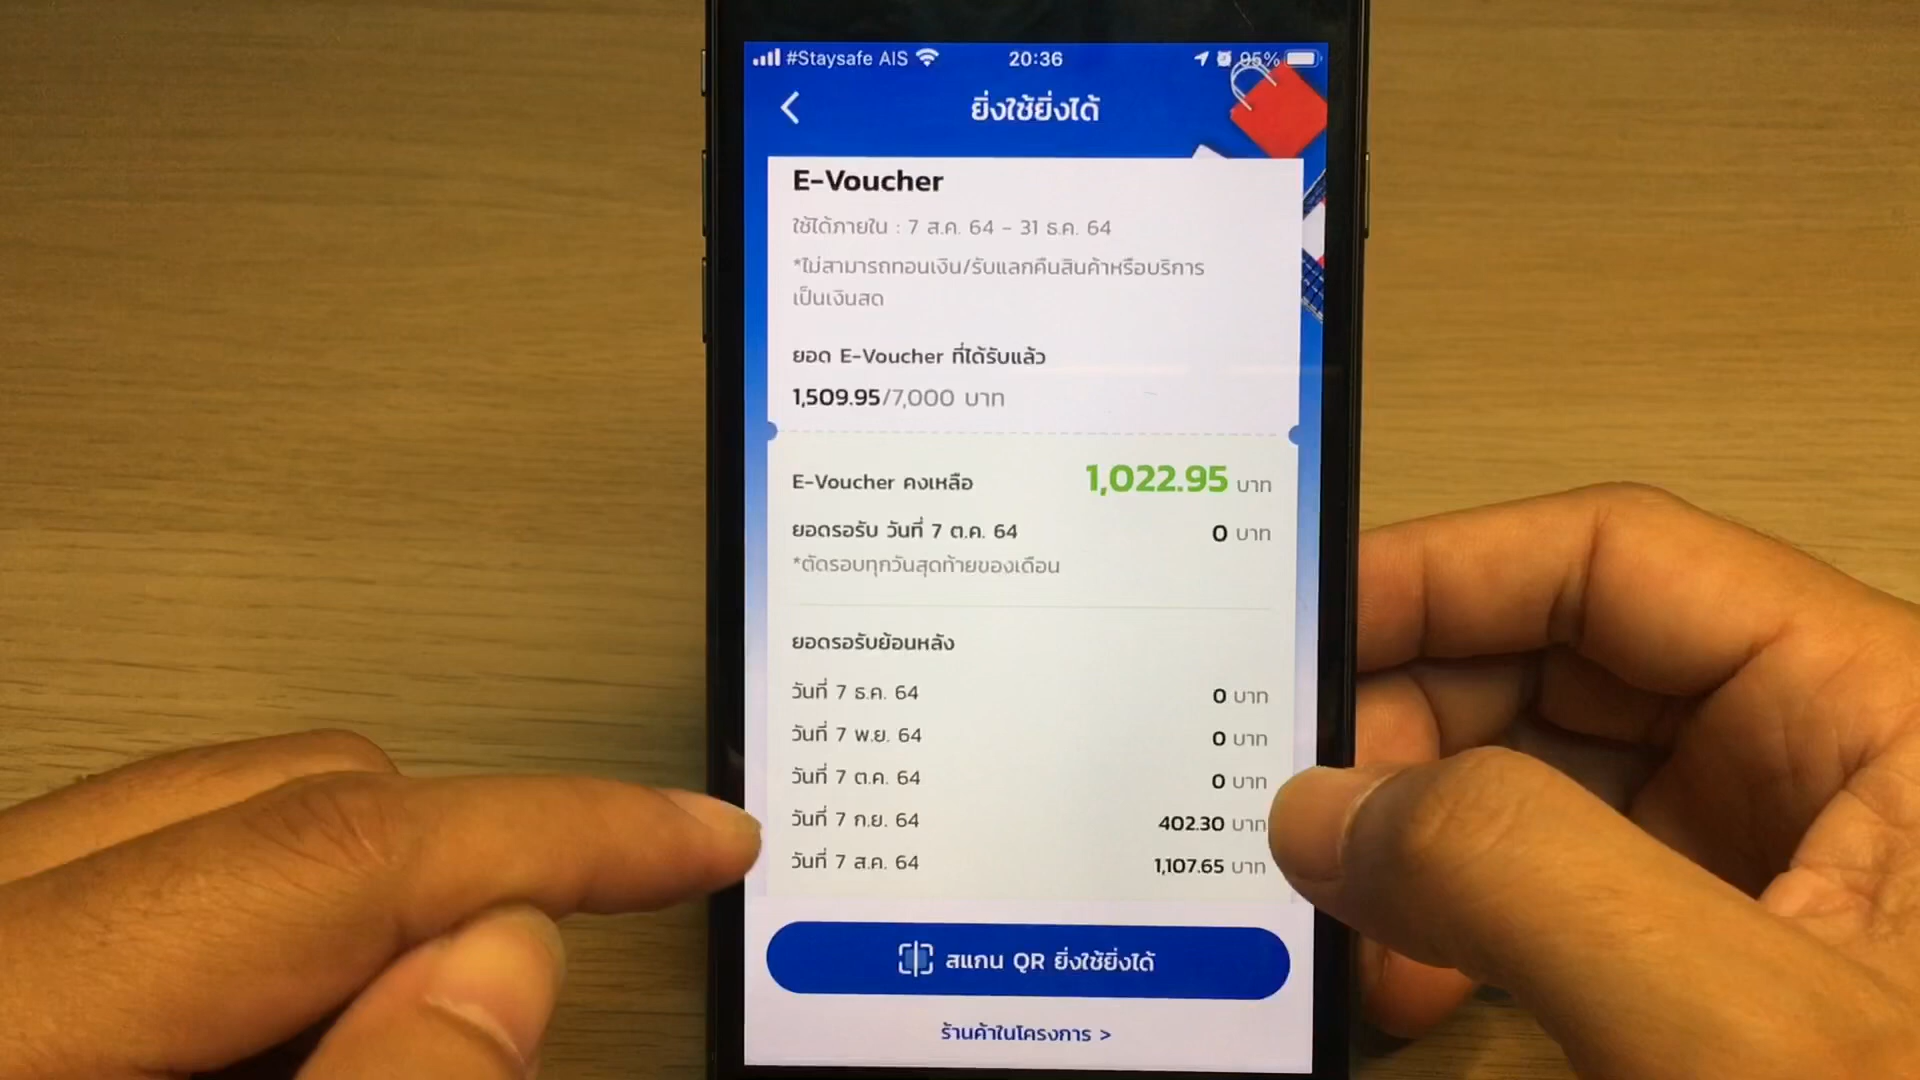 #Staysafe AIS 20:36 95%
ยิ่งใช้ยิ่งได้
E-Voucher
ใช้ได้ภายใน : 7 ส.ค. 64 - 31 ธ.ค. 64
*ไม่สามารถทอนเงิน/รับแลกคืนสินค้าหรือบริการ
เป็นเงินสด
ยอด E-Voucher ที่ได้รับแล้ว
1,509.95/7,000 บาท
E-Voucher คงเหลือ 1,022.95 บาท
ยอดรอรับ วันที่ 7 ต.ค. 64 0 บาท
*ตัดรอบทุกวันสุดท้ายของเดือน
ยอดรอรับย้อนหลัง
วันที่ 7 ธ.ค. 64 0 บาท
วันที่ 7 พ.ย. 64 0 บาท
วันที่ 7 ต.ค. 64 0 บาท
วันที่ 7 ก.ย. 64 402.30 บาท
วันที่ 7 ส.ค. 64 1,107.65 บาท
สแกน QR ยิ่งใช้ยิ่งได้
ร้านค้าในโครงการ >